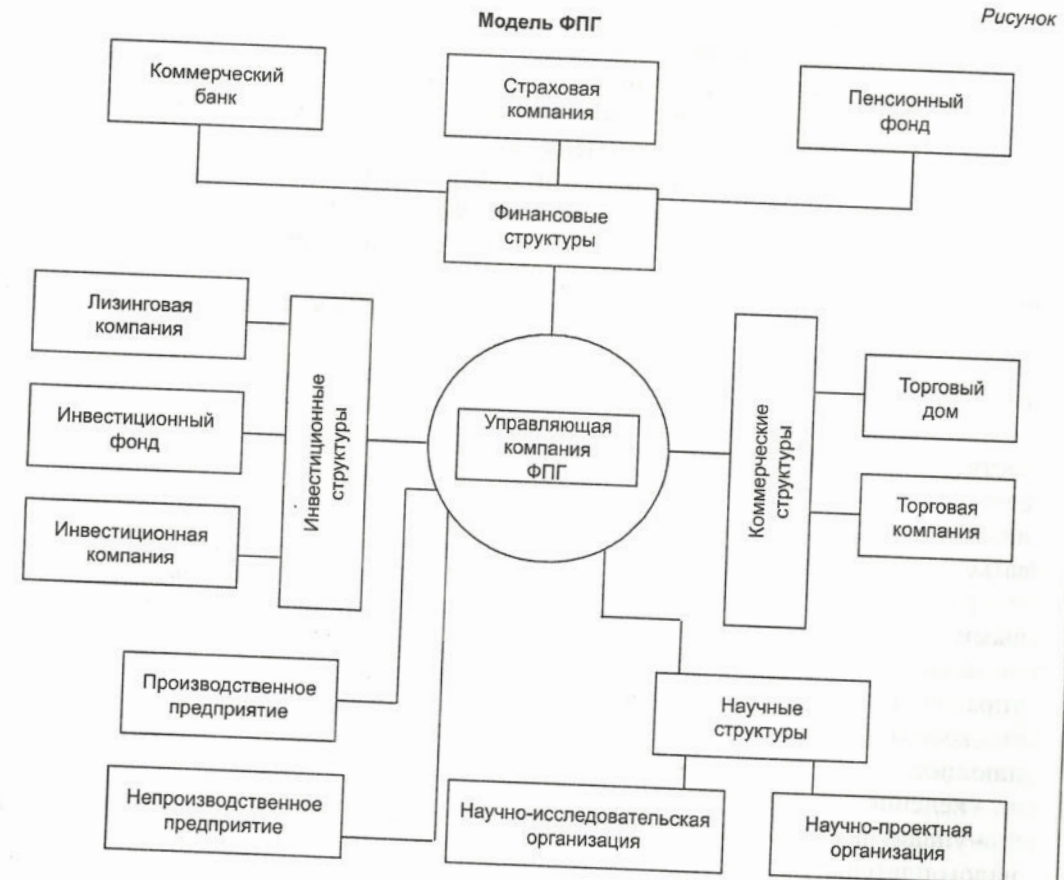 Рисунок
Модель ФПГ
Коммерческий
банк
Страховая
компания
Пенсионный
фонд
Финансовые
структуры
Лизинговая
компания
Инвестиционный
фонд
Инвестиционная
компания
Инвестиционные
структуры
Управляющая
компания
ФПГ
Коммерческие
структуры
Торговый
дом
Торговая
компания
Производственное
предприятие
Непроизводственное
предприятие
Научные
структуры
Научно-исследовательская
организация
Научно-проектная
организация